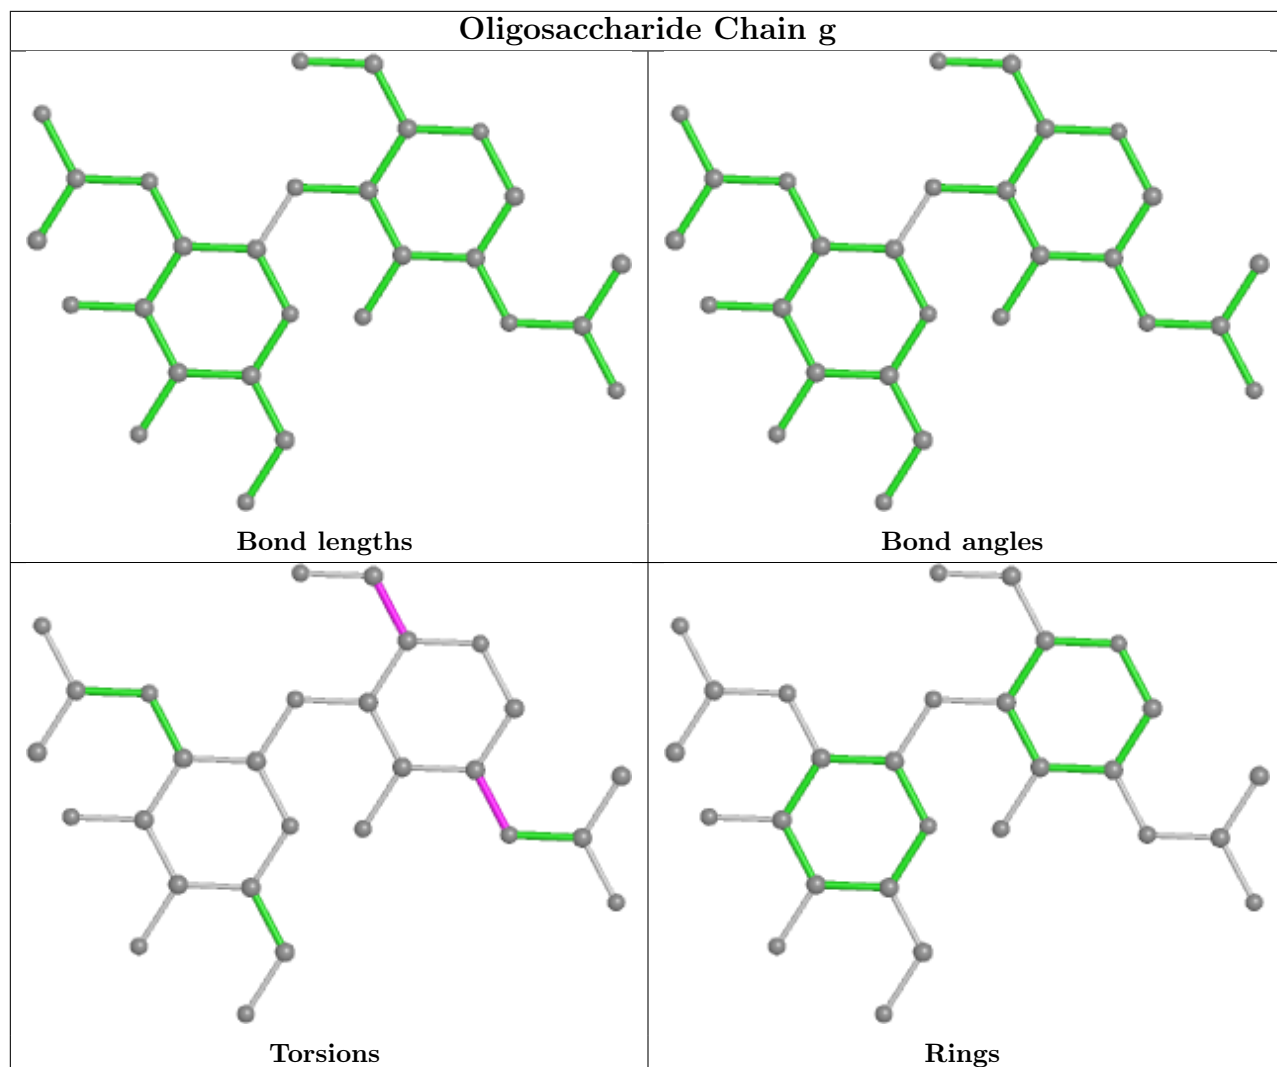 Oligosaccharide Chain g
Bond lengths
Bond angles
Torsions
Rings